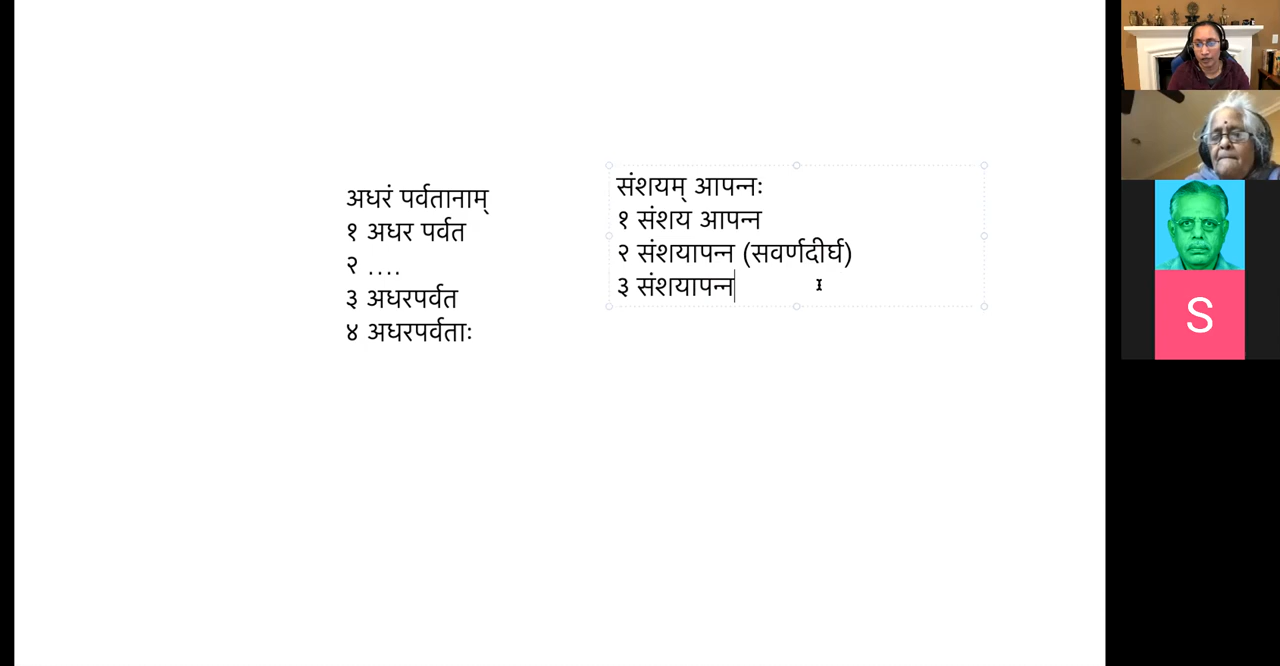 अधरं पर्वतानाम्
१ अधर पर्वत
२ ....
३ अधरपर्वत
४ अधरपर्वताः
संशयम् आपन्नः
१ संशय आपन्न
२ संशयापन्न (सवर्णदीर्घ)
३ संशयापन्न
S